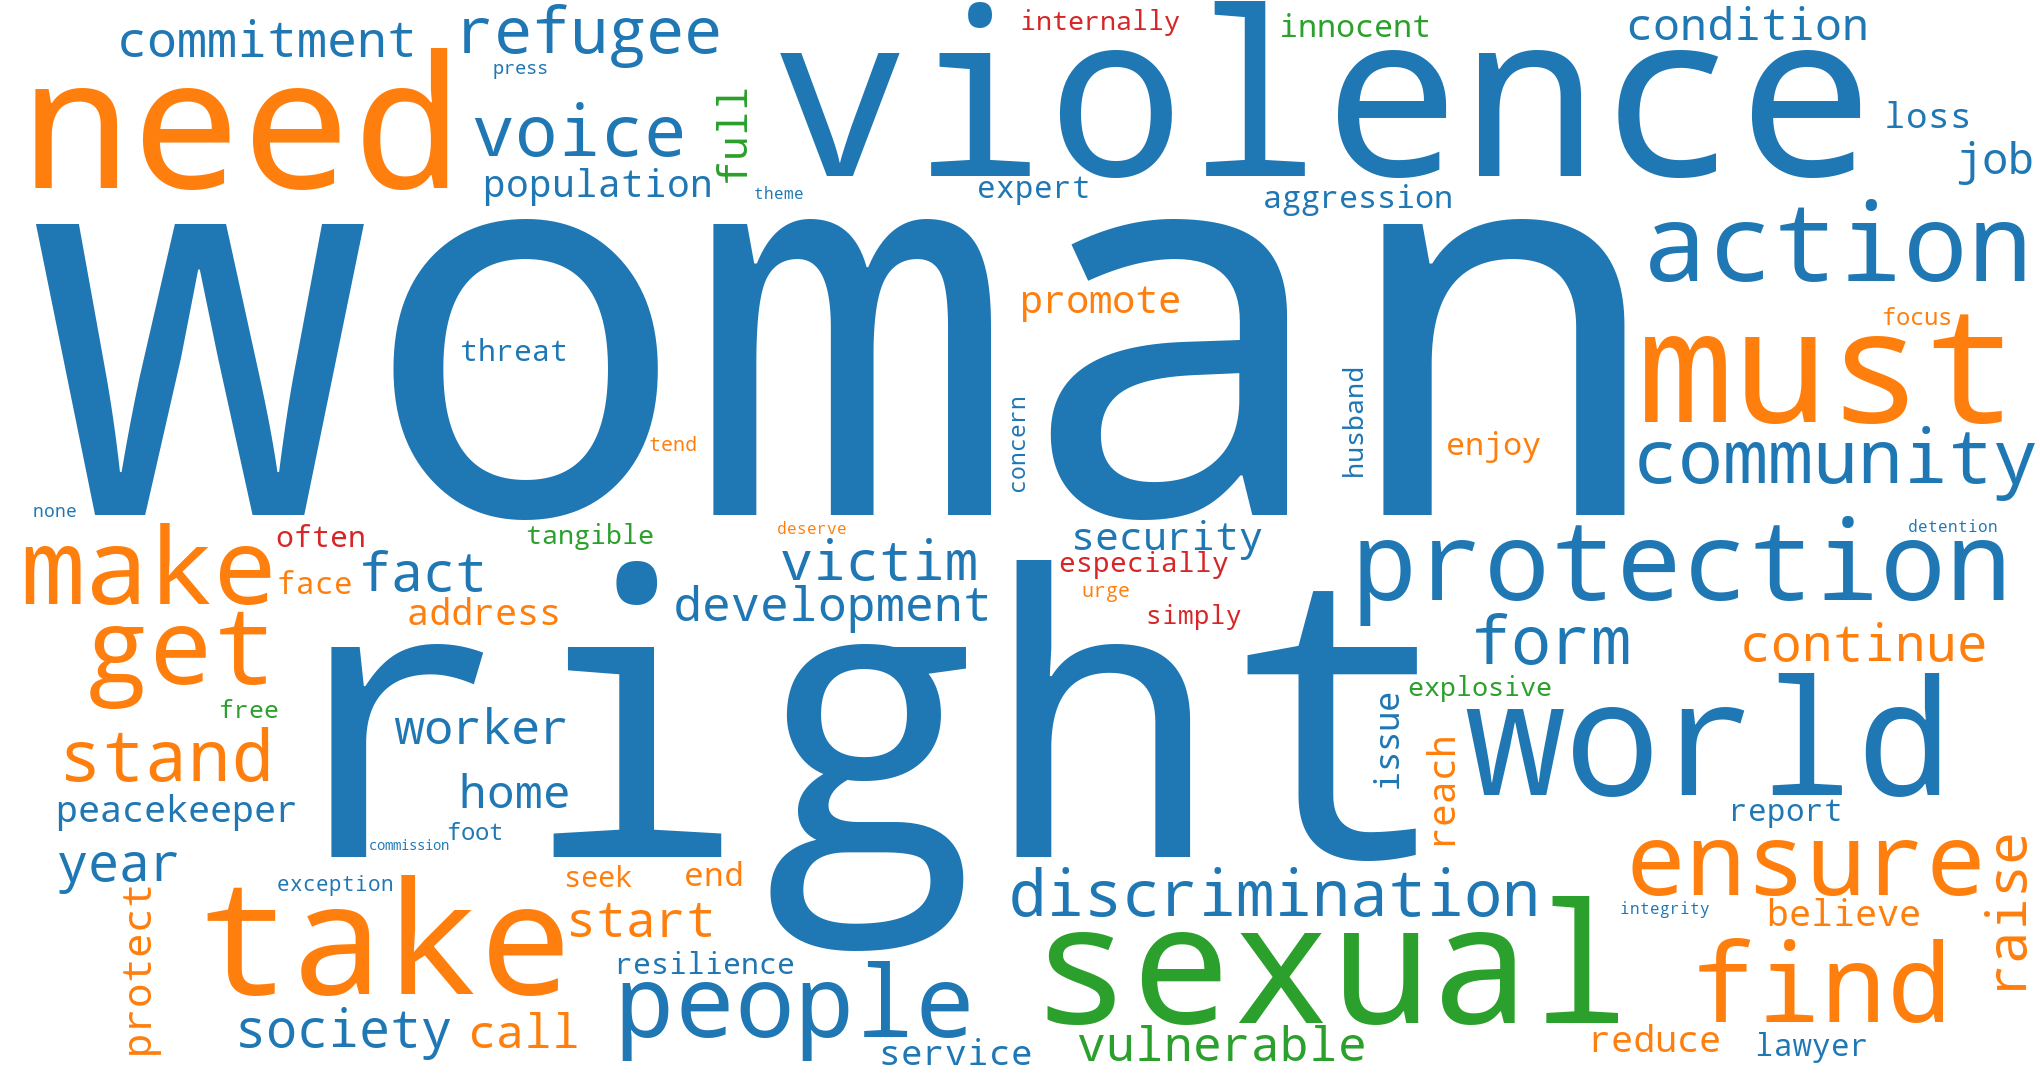 commitment
refugee
internally
innocent
condition
press
need
violence
voice
full
loss
job
population
theme
expert
aggression
woman
action
promote
threat
focus
must
concern
husband
enjoy
tend
community
none
make
often
tangible
deserve
security
protection
detention
fact
victim
especially
face
address
development
urge
simply
right
form
continue
get
free
explosive
worker
issue
world
stand
home
reach
peacekeeper
foot
commission
report
year
exception
seek
end
discrimination
ensure
raise
protect
take
start
sexual
integrity
believe
resilience
people
find
society
call
service
vulnerable
reduce
lawyer